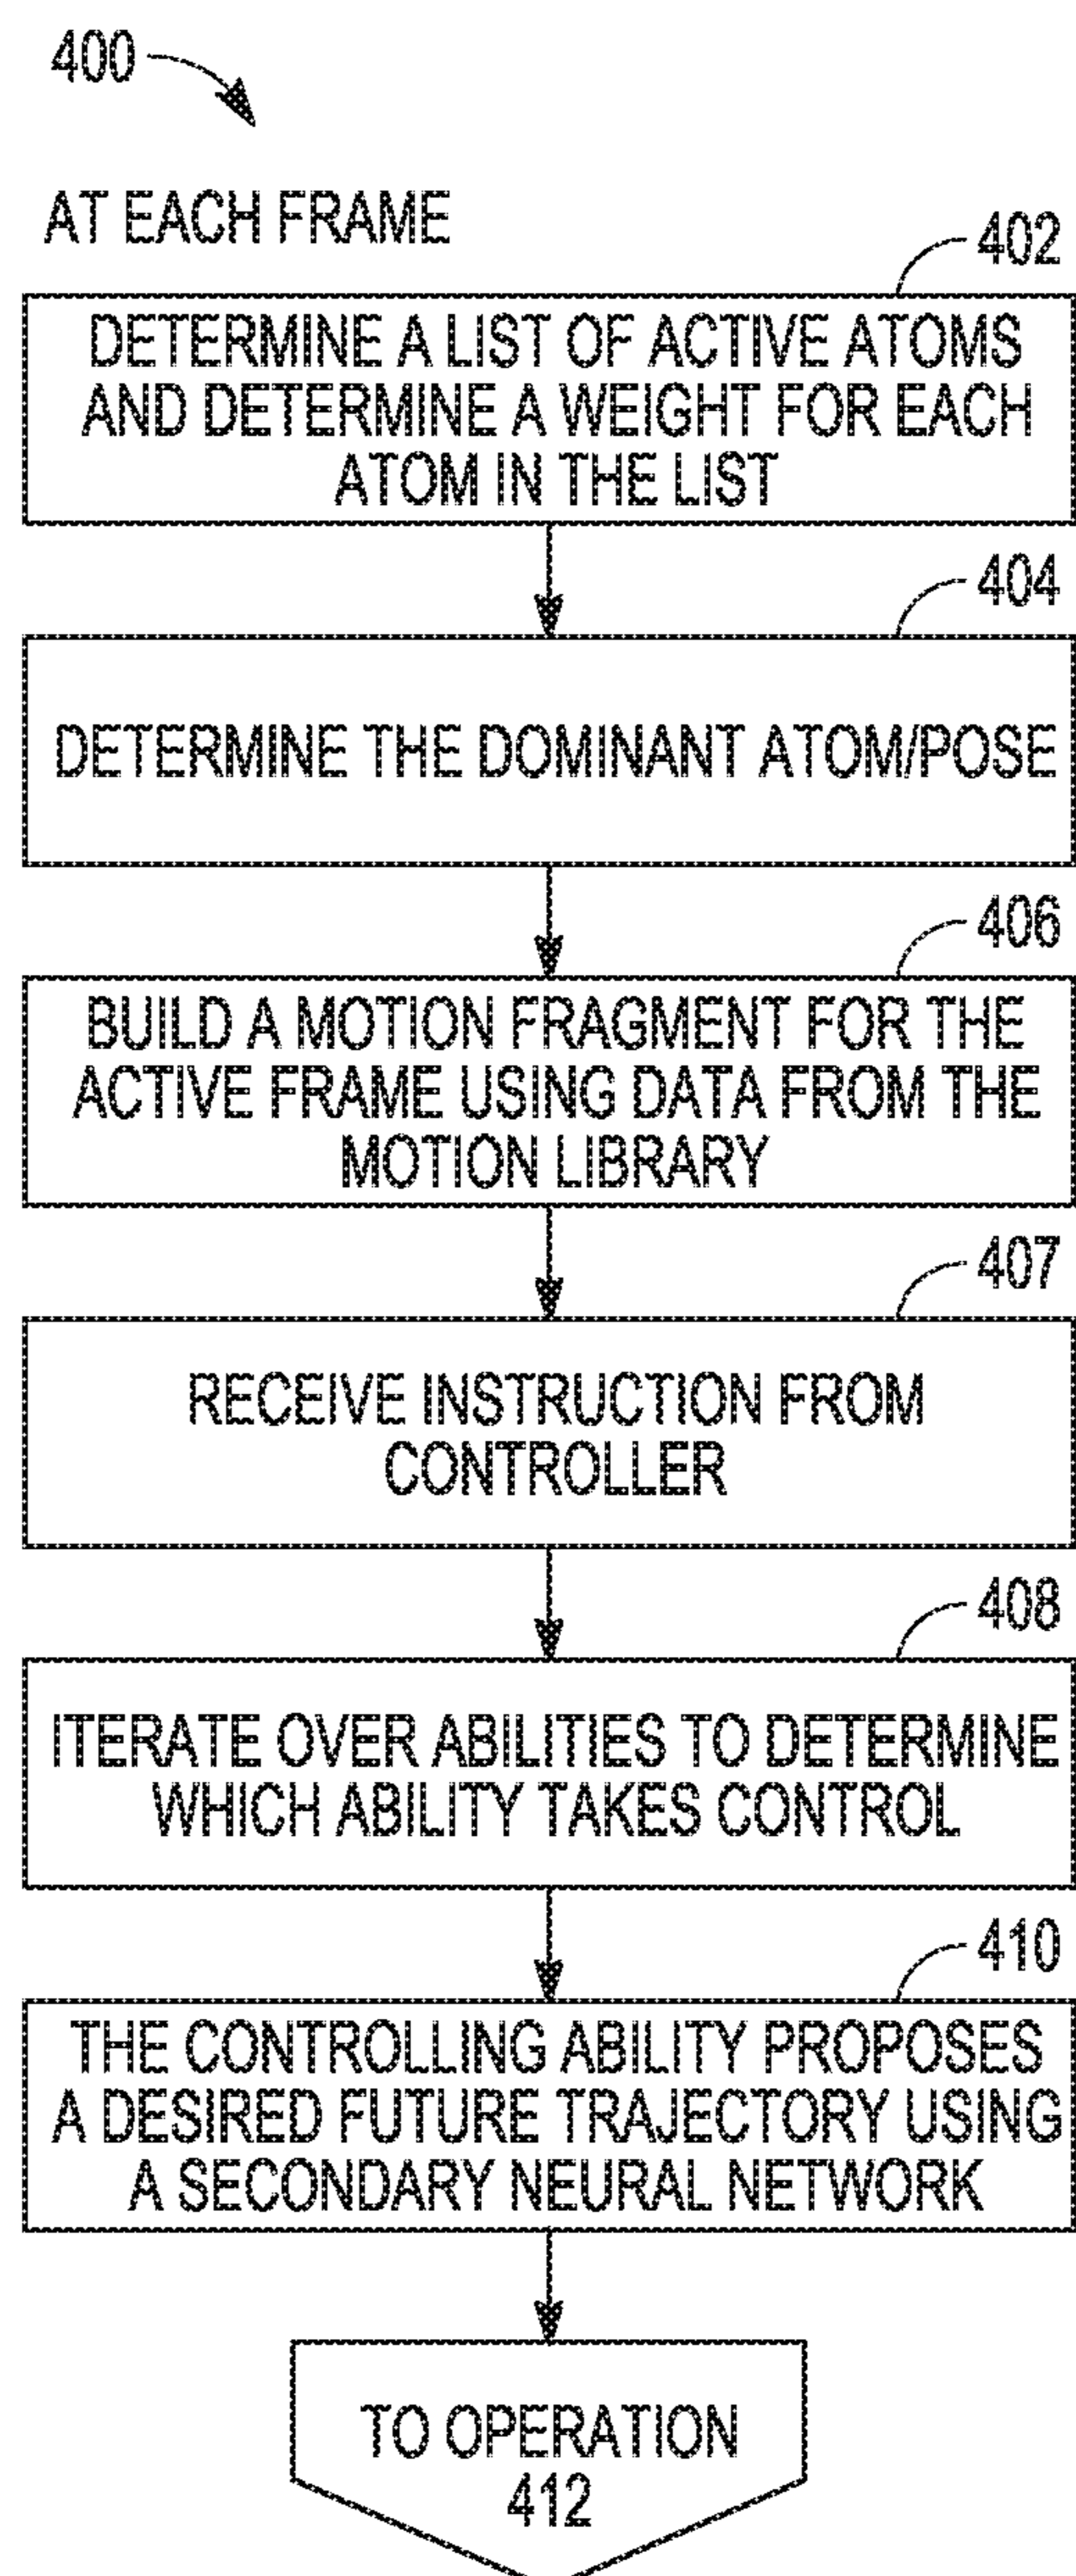 400
AT EACH FRAME
402
DETERMINE A LIST OF ACTIVE ATOMS
AND DETERMINE A WEIGHT FOR EACH
ATOM IN THE LIST
404
DETERMINE THE DOMINANT ATOM/POSE
406
BUILD A MOTION FRAGMENT FOR THE
ACTIVE FRAME USING DATA FROM THE
MOTION LIBRARY
407
RECEIVE INSTRUCTION FROM
CONTROLLER
408
ITERATE OVER ABILITIES TO DETERMINE
WHICH ABILITY TAKES CONTROL
410
THE CONTROLLING ABILITY PROPOSES
A DESIRED FUTURE TRAJECTORY USING
A SECONDARY NEURAL NETWORK
TO OPERATION
412